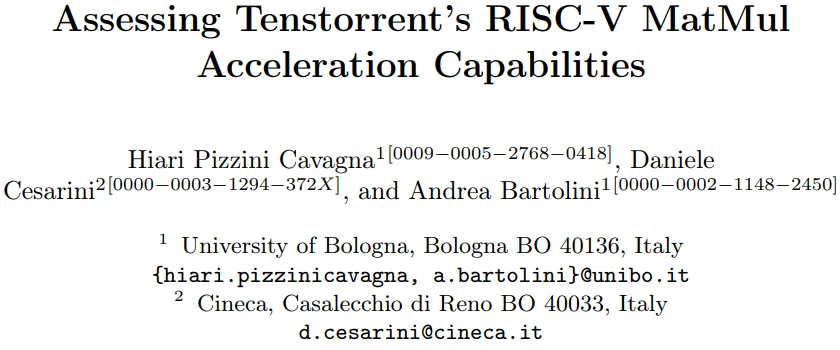 Assessing Tenstorrent's RISC-V MatMul
Acceleration Capabilities
Hiari Pizzini Cavagna1[0009−0005−2768−0418], Daniele
Cesarini2[0000−0003−1294−372X], and Andrea Bartolini1[0000−0002−1148−2450]
1 University of Bologna, Bologna BO 40136, Italy
{hiari.pizzinicavagna, a.bartolini}@unibo.it
2 Cineca, Casalecchio di Reno BO 40033, Italy
d.cesarini@cineca.it